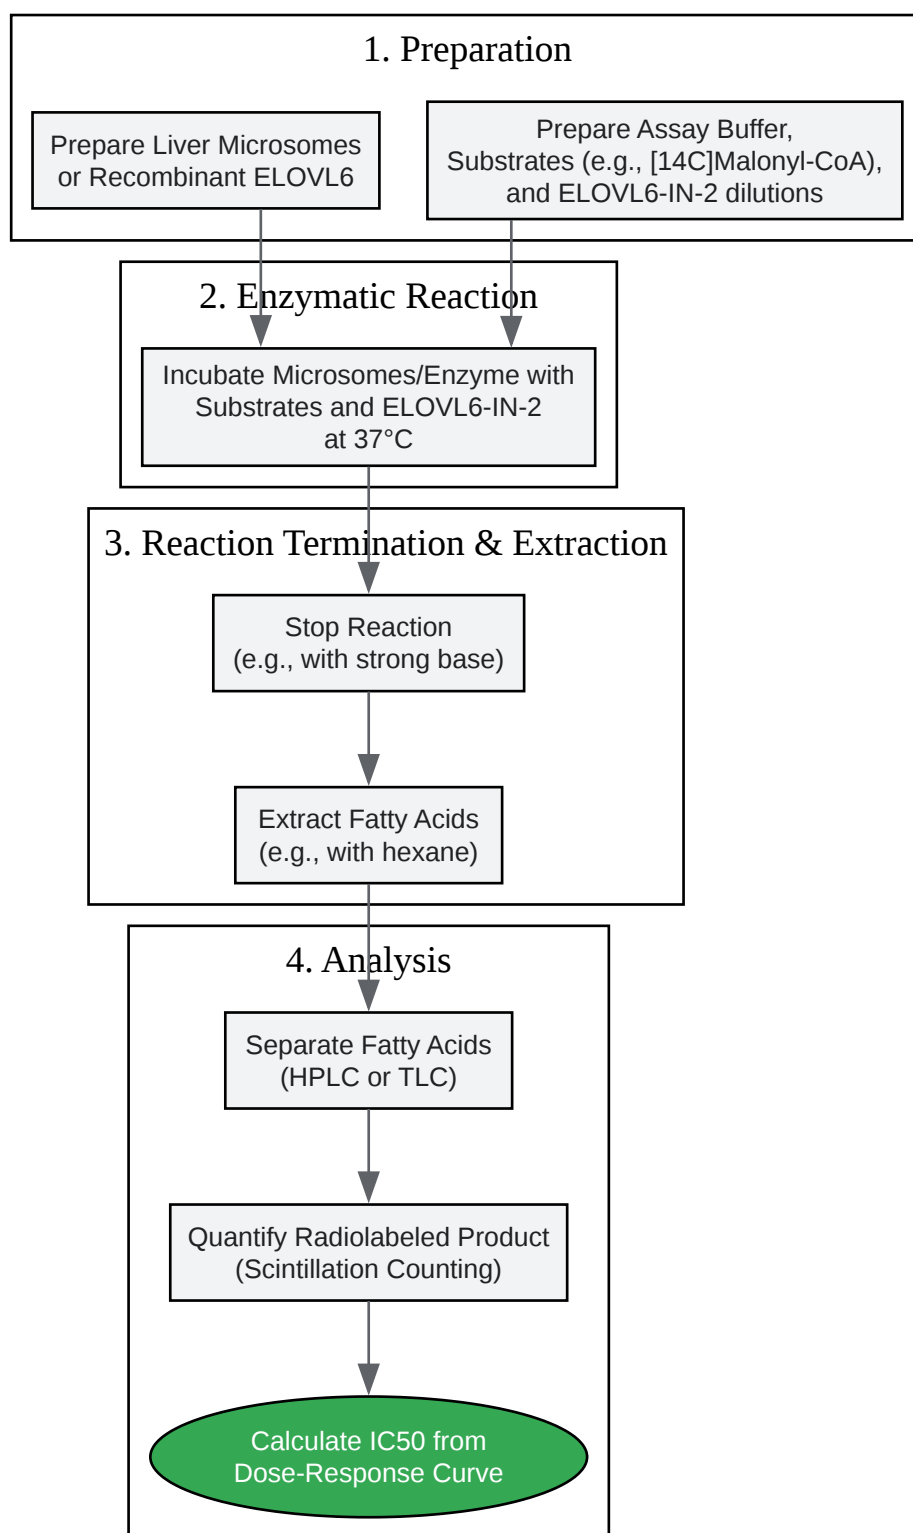 1. Preparation
Prepare Liver Microsomes
or Recombinant ELOVL6
Prepare Assay Buffer,
Substrates (e.g., [14C]Malonyl-CoA),
and ELOVL6-IN-2 dilutions
2. Enzymatic Reaction
Incubate Microsomes/Enzyme with
Substrates and ELOVL6-IN-2
at 37°C
3. Reaction Termination & Extraction
Stop Reaction
(e.g., with strong base)
Extract Fatty Acids
(e.g., with hexane)
4. Analysis
Separate Fatty Acids
(HPLC or TLC)
Quantify Radiolabeled Product
(Scintillation Counting)
Calculate IC50 from
Dose-Response Curve